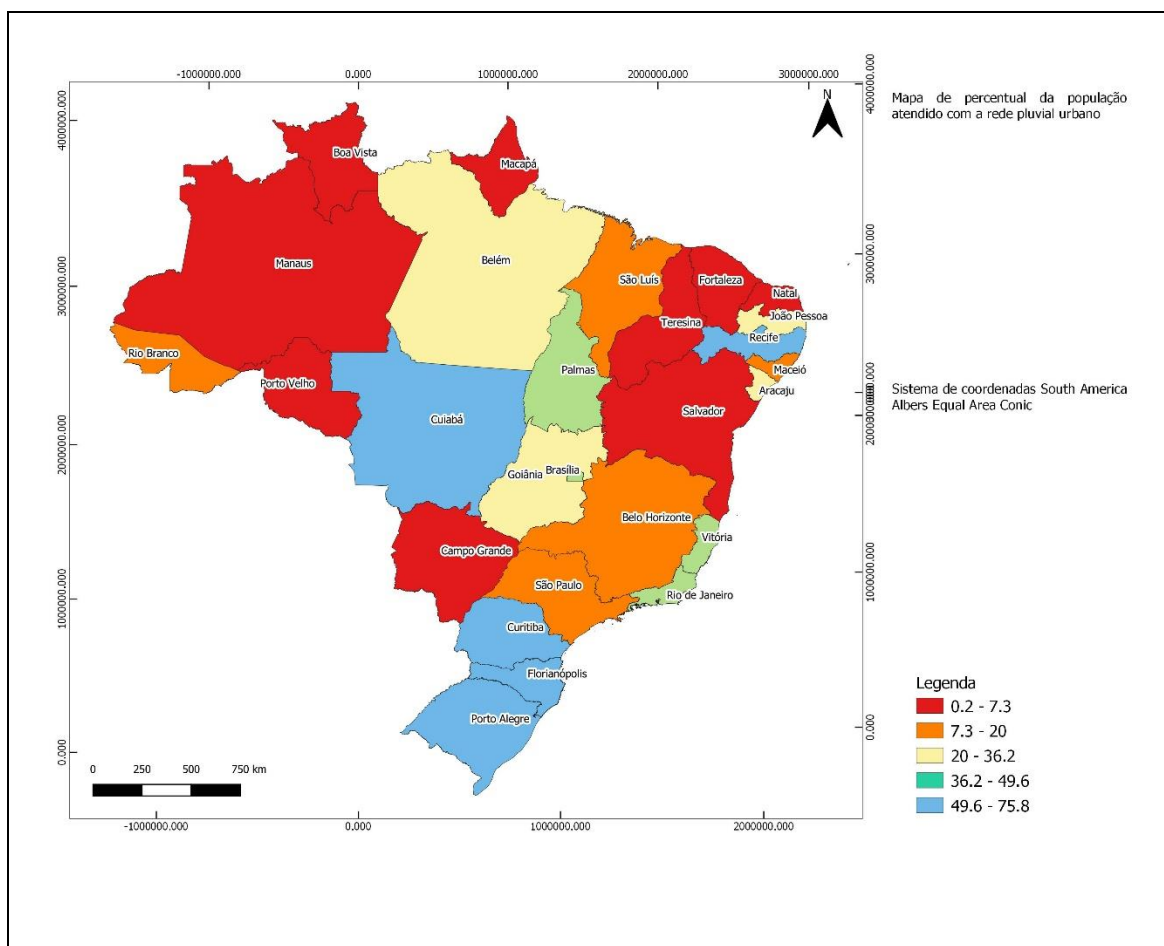 -1000000.000
0.000
1000000.000
2000000.000
3000000.000
4000000.000
4000000.000
N
Mapa de percentual da população
atendido com a rede pluvial urbano
Boa Vista
Macapá
Manaus
Belém
São Luís
Fortaleza
Natal
João Pessoa
Teresina
Recife
Rio Branco
Porto Velho
Palmas
Maceió
Aracaju
Cuiabá
Salvador
Goiânia
Brasília
Belo Horizonte
Campo Grande
Vitória
São Paulo
Rio de Janeiro
Curitiba
Florianópolis
Porto Alegre
3000000.000
3000000.000
2000000.000
1000000.000
1000000.000
0.000
0.000
Sistema de coordenadas South America
Albers Equal Area Conic
Legenda
0.2 - 7.3
7.3 - 20
20 - 36.2
36.2 - 49.6
49.6 - 75.8
0
250
500
750 km
-1000000.000
0.000
1000000.000
2000000.000